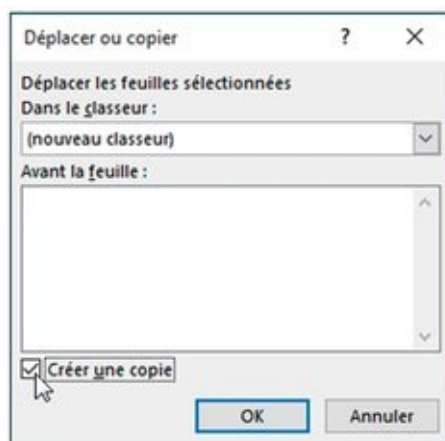 Déplacer ou copier ?
Déplacer les feuilles sélectionnées
Dans le classeur :
(nouveau classeur)
Avant la feuille :
Créer une copie
OK Annuler